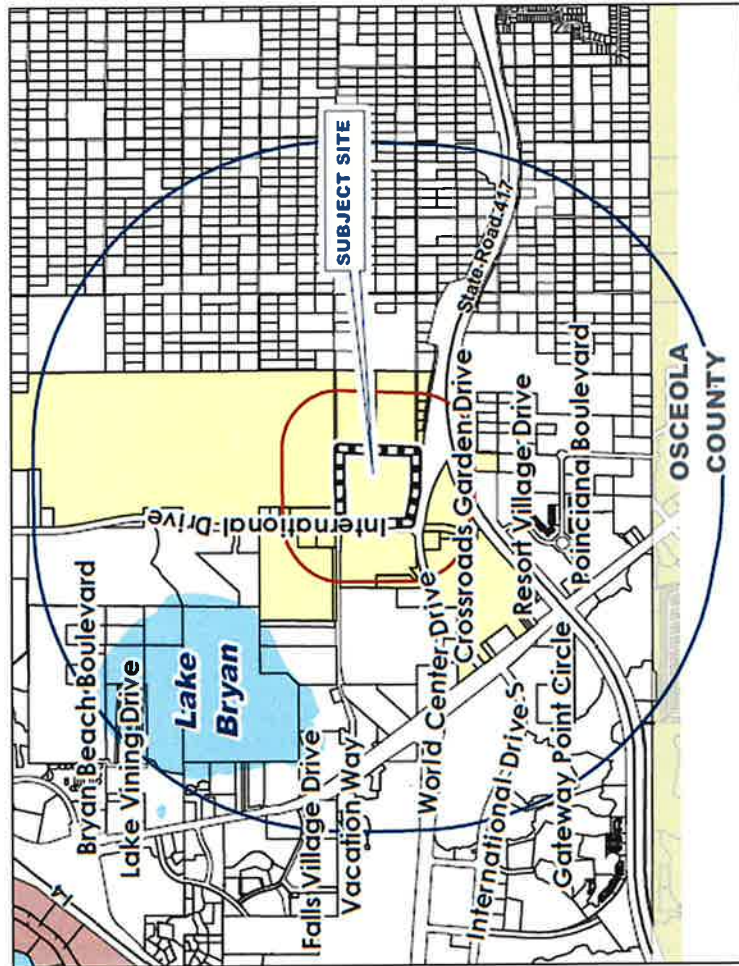 I-4
Bryan Beach Boulevard
Lake Vining Drive
Lake
Bryan
International Drive
Falls Village Drive
SUBJECT SITE
Vacation Way
World Center Drive
Crossroads Garden Drive
State Road 417
International Drive S
Resort Village Drive
Gateway Point Circle
Poinciana Boulevard
OSCEOLA
COUNTY